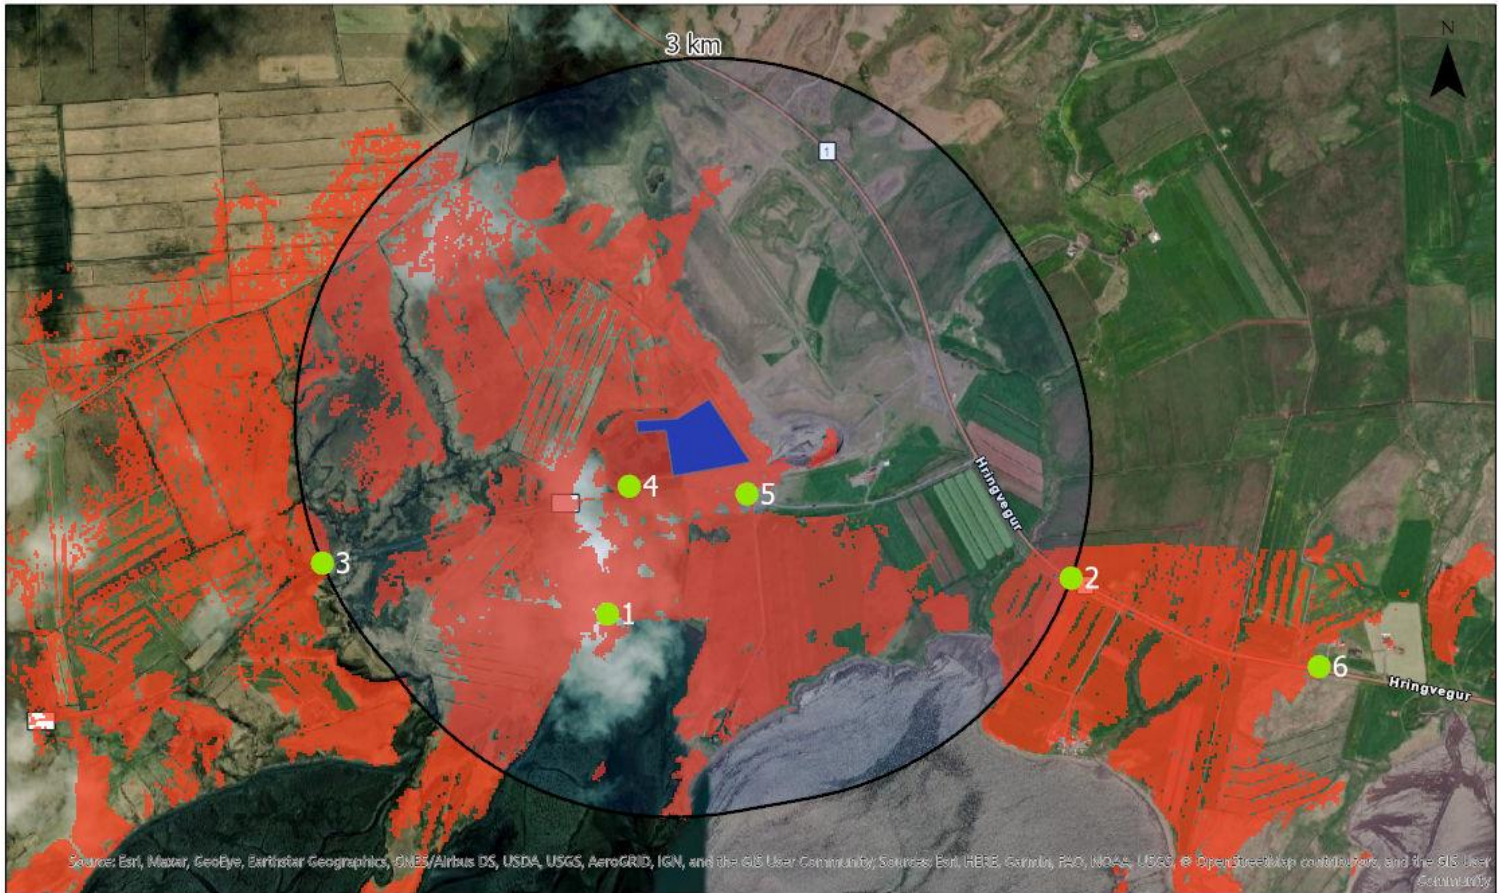 3 km
N
1
4
5
Hringvegur
3
2
1
6
Hringvegur
Source: Esri, Maxar, GeoEye, Earthstar Geographics, CNES/Airbus DS, USDA, USGS, AeroGRID, IGN, and the GIS User Community, Sources: Esri, HERE, Garmin, FAO, NOAA, USGS, © OpenStreetMap contributors, and the GIS User
Community